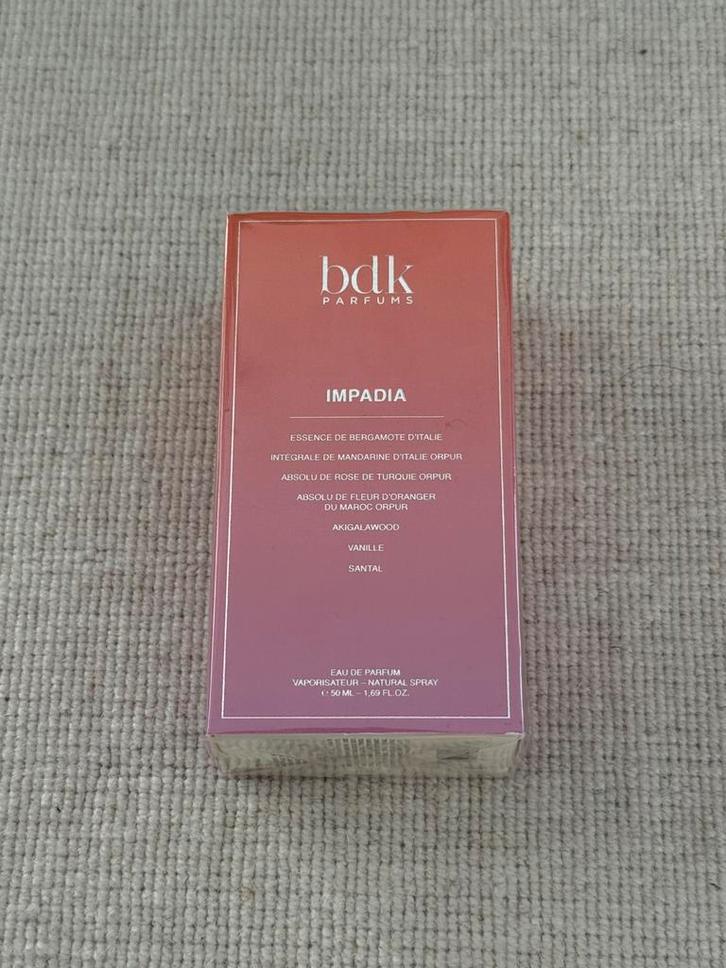 bdk
PARFUMS
IMPADIA
ESSENCE DE BERGAMOTE D'ITALIE
INTÉGRALE DE MANDARINE D'ITALIE ORPUR
ABSOLU DE ROSE DE TURQUIE ORPUR
ABSOLU DE FLEUR D'ORANGER
DU MAROC ORPUR
AKIGALAWOOD
VANILLE
SANTAL
EAU DE PARFUM
VAPORISATEUR – NATURAL SPRAY
℮ 50 ML – 1,69 FL.OZ.